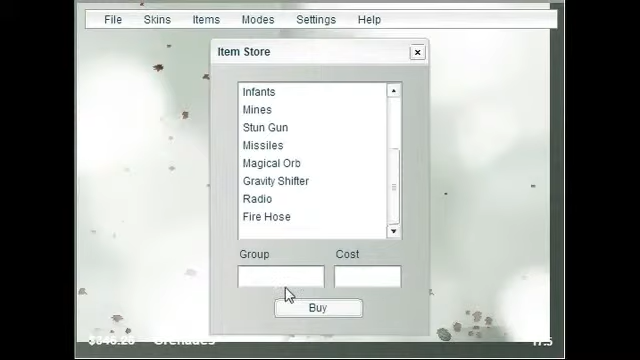 File Skins Items Modes Settings Help
Item Store
Infants
Mines
Stun Gun
Missiles
Magical Orb
Gravity Shifter
Radio
Fire Hose
Group Cost
Buy
Grenades